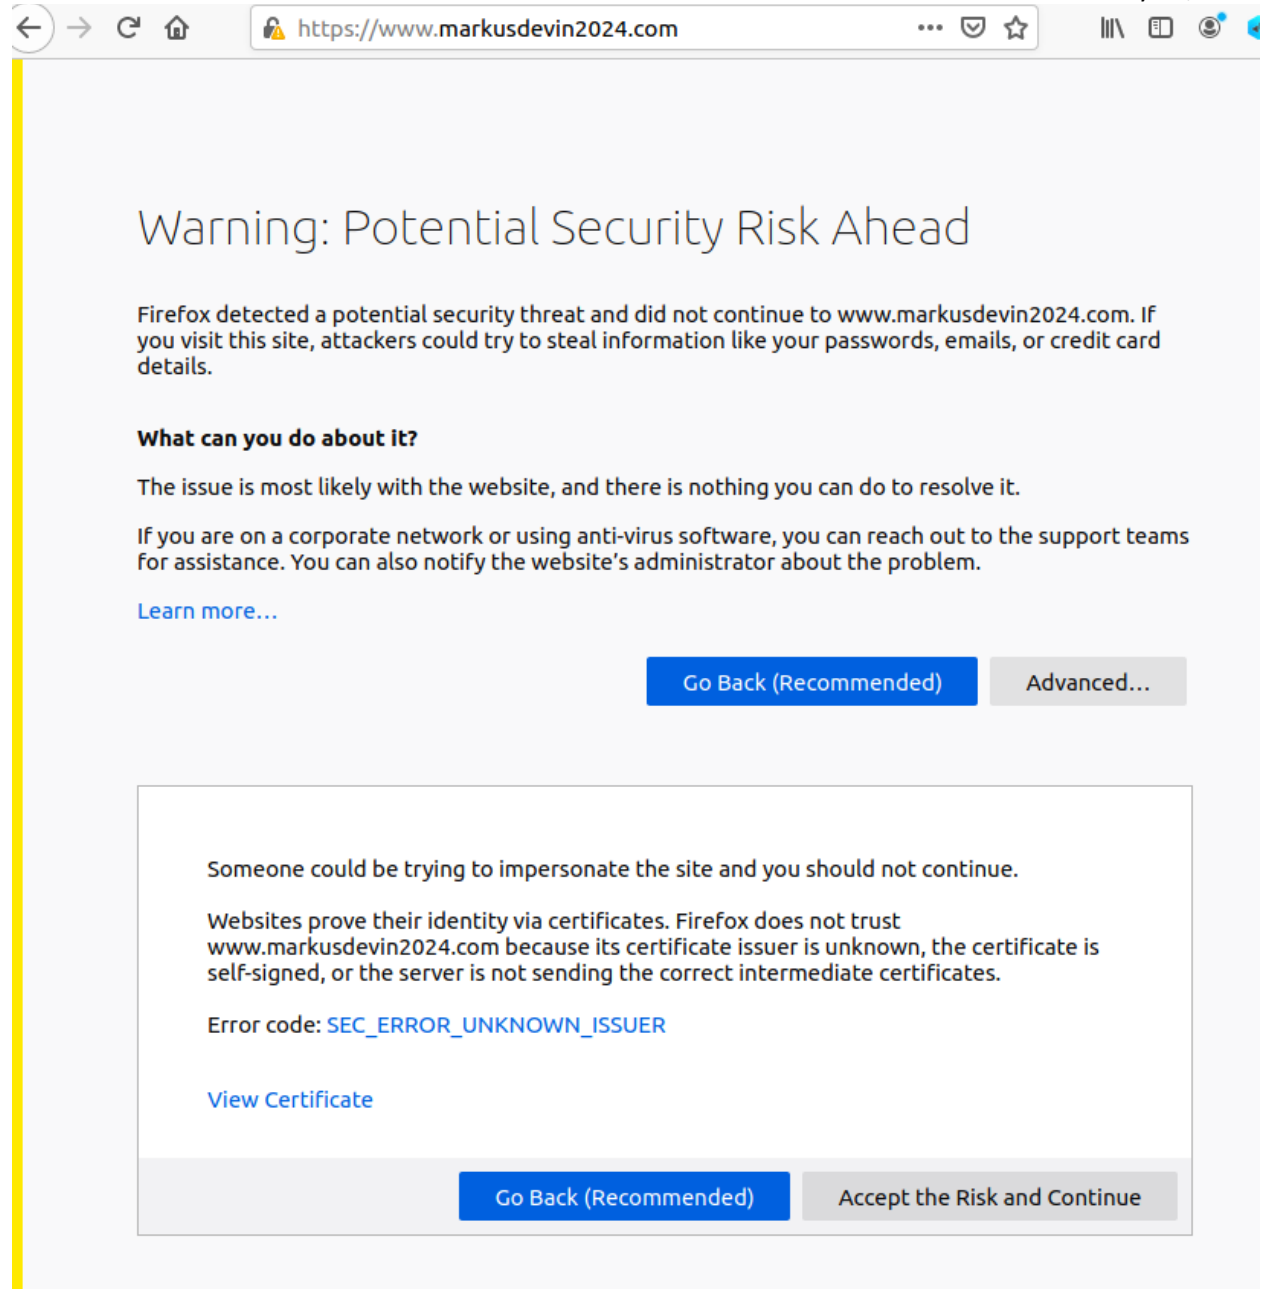 https://www.markusdevin2024.com
Warning: Potential Security Risk Ahead
Firefox detected a potential security threat and did not continue to www.markusdevin2024.com. If
you visit this site, attackers could try to steal information like your passwords, emails, or credit card
details.
What can you do about it?
The issue is most likely with the website, and there is nothing you can do to resolve it.
If you are on a corporate network or using anti-virus software, you can reach out to the support teams
for assistance. You can also notify the website’s administrator about the problem.
Learn more…
Go Back (Recommended)
Advanced…
Someone could be trying to impersonate the site and you should not continue.
Websites prove their identity via certificates. Firefox does not trust
www.markusdevin2024.com because its certificate issuer is unknown, the certificate is
self-signed, or the server is not sending the correct intermediate certificates.
Error code: SEC_ERROR_UNKNOWN_ISSUER
View Certificate
Go Back (Recommended)
Accept the Risk and Continue